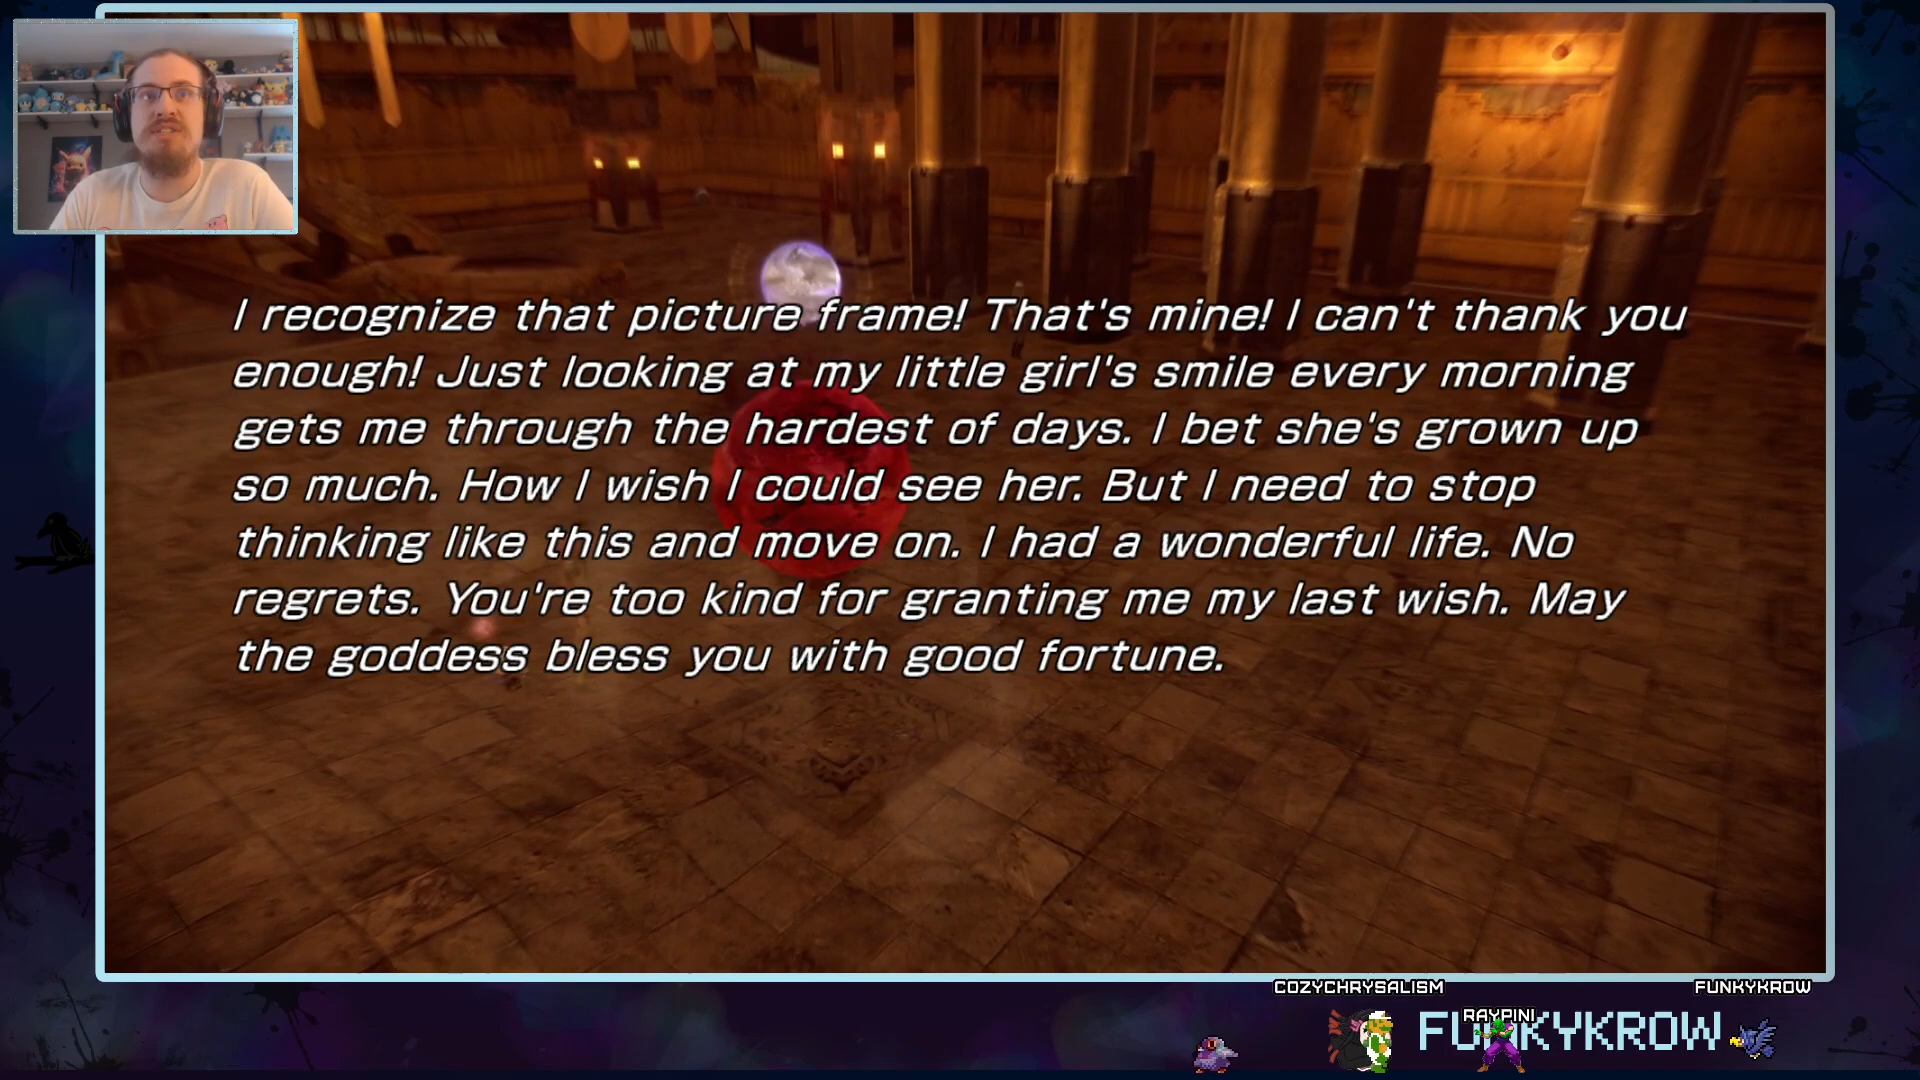 I recognize that picture frame! That's mine! I can't thank you
enough! Just looking at my little girl's smile every morning
gets me through the hardest of days. I bet she's grown up
so much. How I wish I could see her. But I need to stop
thinking like this and move on. I had a wonderful life. No
regrets. You're too kind for granting me my last wish. May
the goddess bless you with good fortune.
COZYCHRYSALISM
FUNKYKROW
RAYPINI
FUNKYKROW